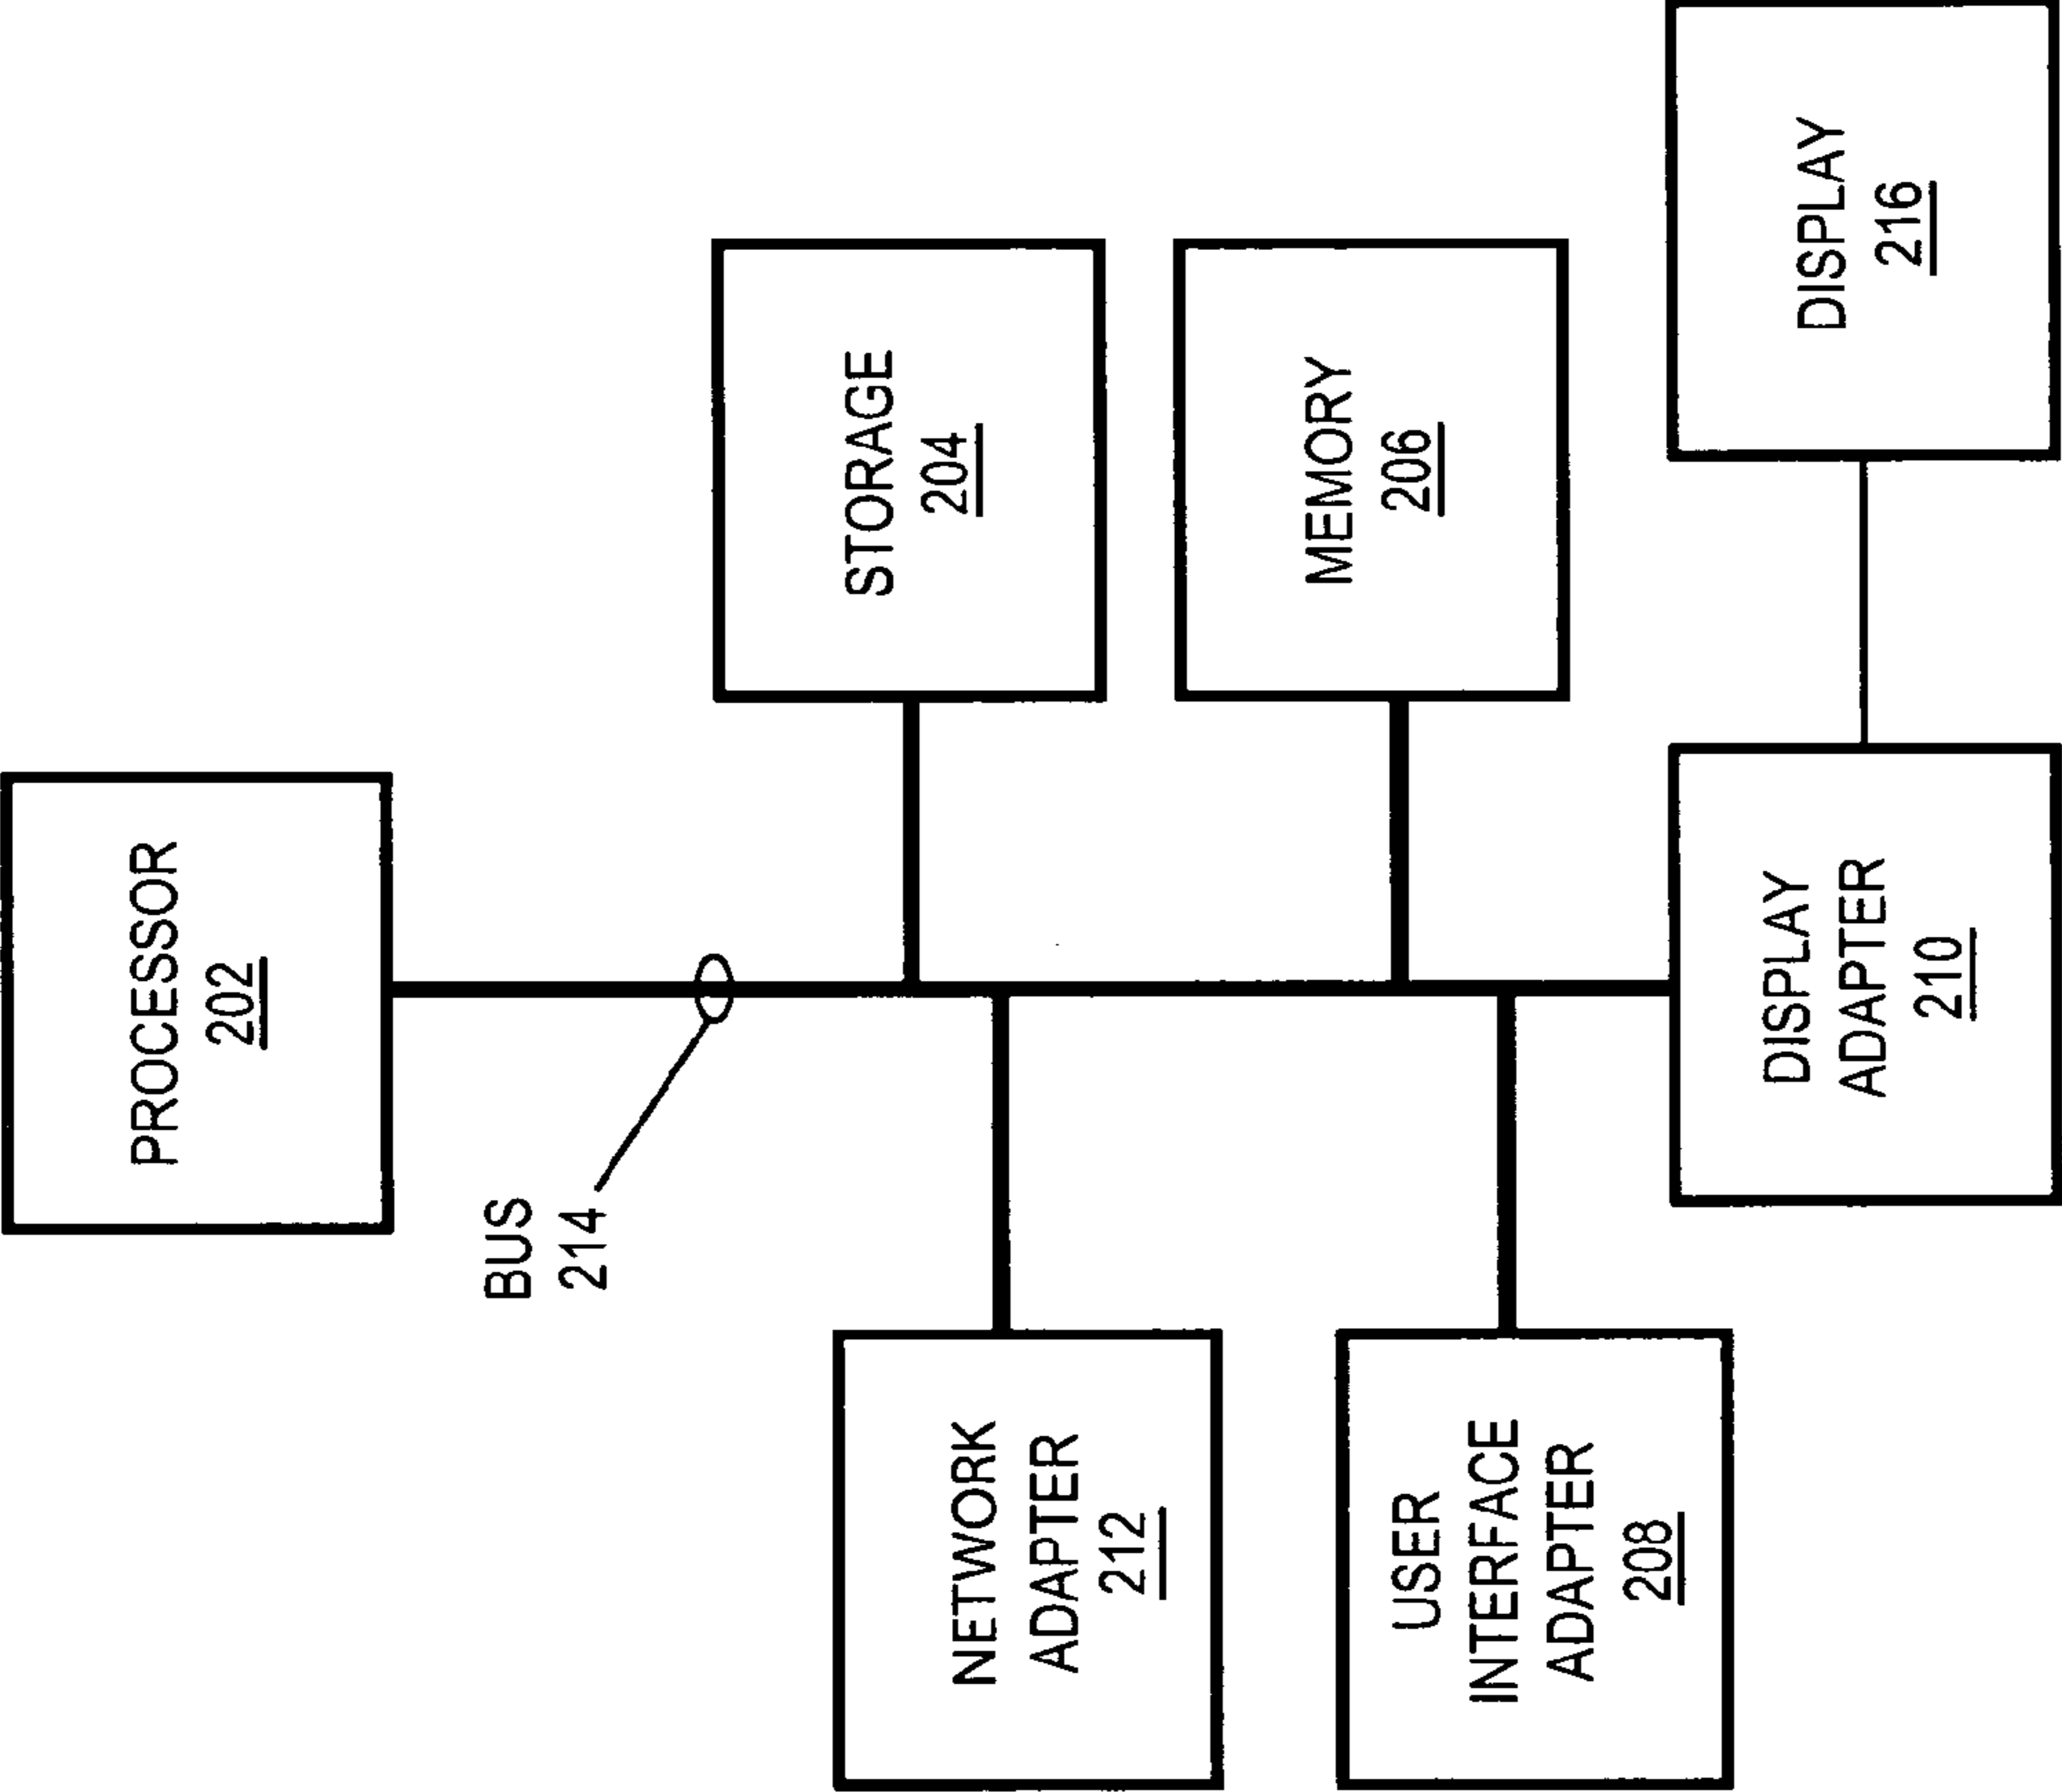 PROCESSOR
202
BUS
214
STORAGE
204
MEMORY
206
NETWORK
ADAPTER
212
USER
INTERFACE
ADAPTER
208
DISPLAY
ADAPTER
210
DISPLAY
216